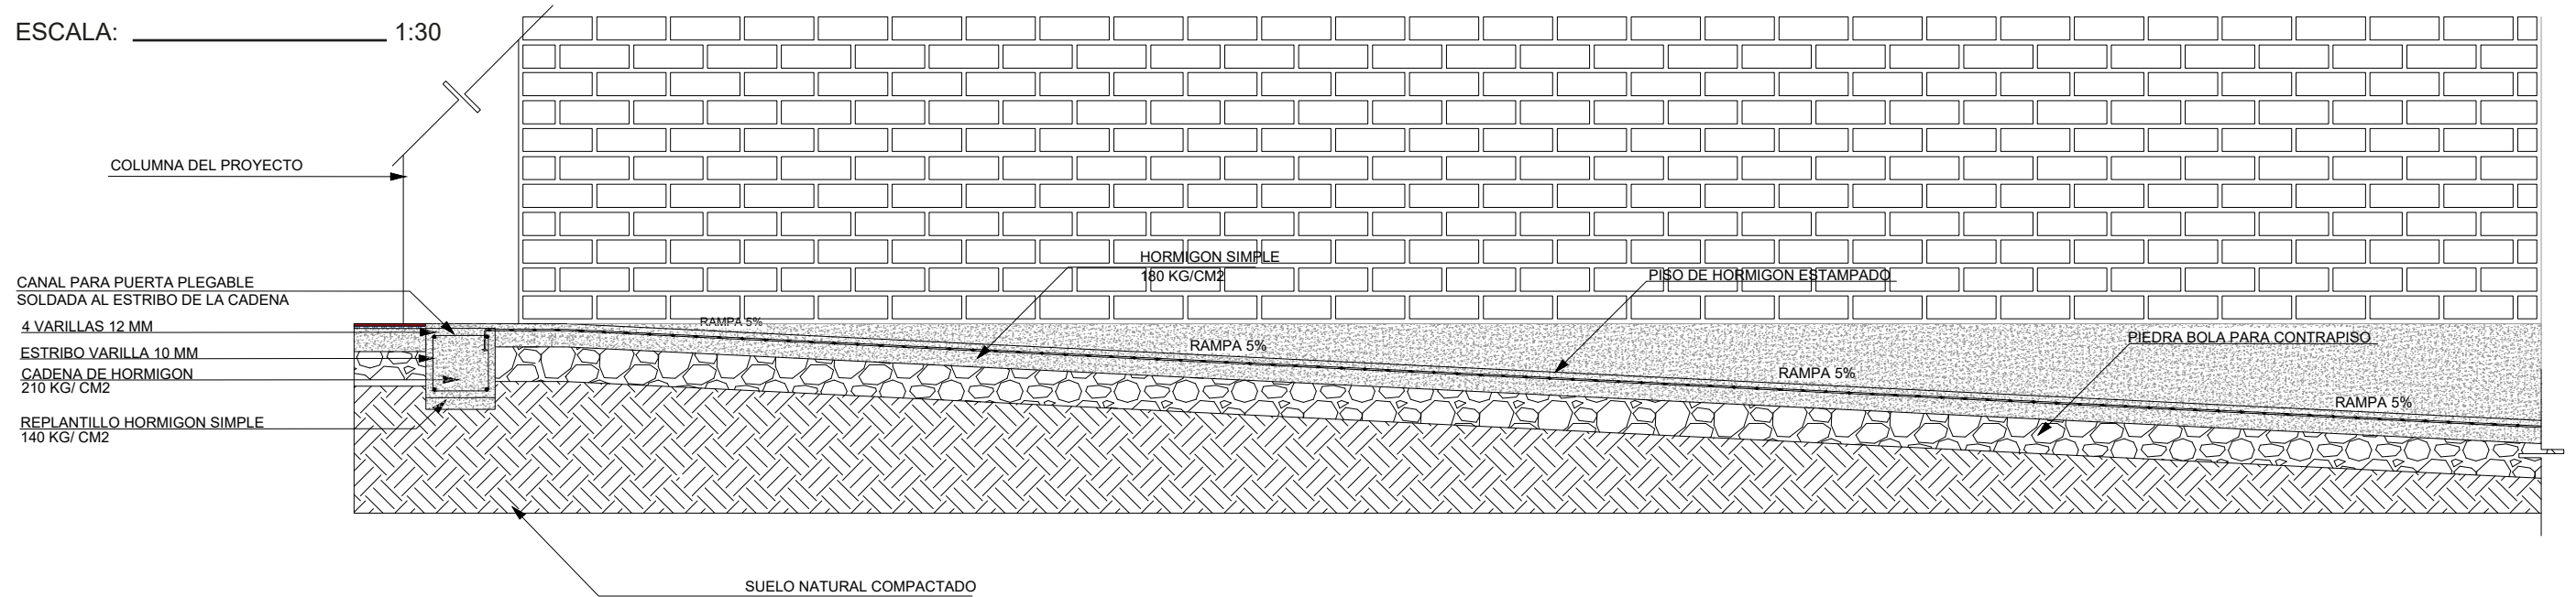 ESCALA: 1:30
COLUMNA DEL PROYECTO
HORMIGON SIMPLE
180 KG/CM2
PISO DE HORMIGON ESTAMPADO
CANAL PARA PUERTA PLEGABLE
SOLDADA AL ESTRIBO DE LA CADENA
4 VARILLAS 12 MM
RAMPA 5%
PIEDRA BOLA PARA CONTRAPISO
RAMPA 5%
ESTRIBO VARILLA 10 MM
CADENA DE HORMIGON
210 KG/ CM2
RAMPA 5%
RAMPA 5%
REPLANTILLO HORMIGON SIMPLE
140 KG/ CM2
SUELO NATURAL COMPACTADO